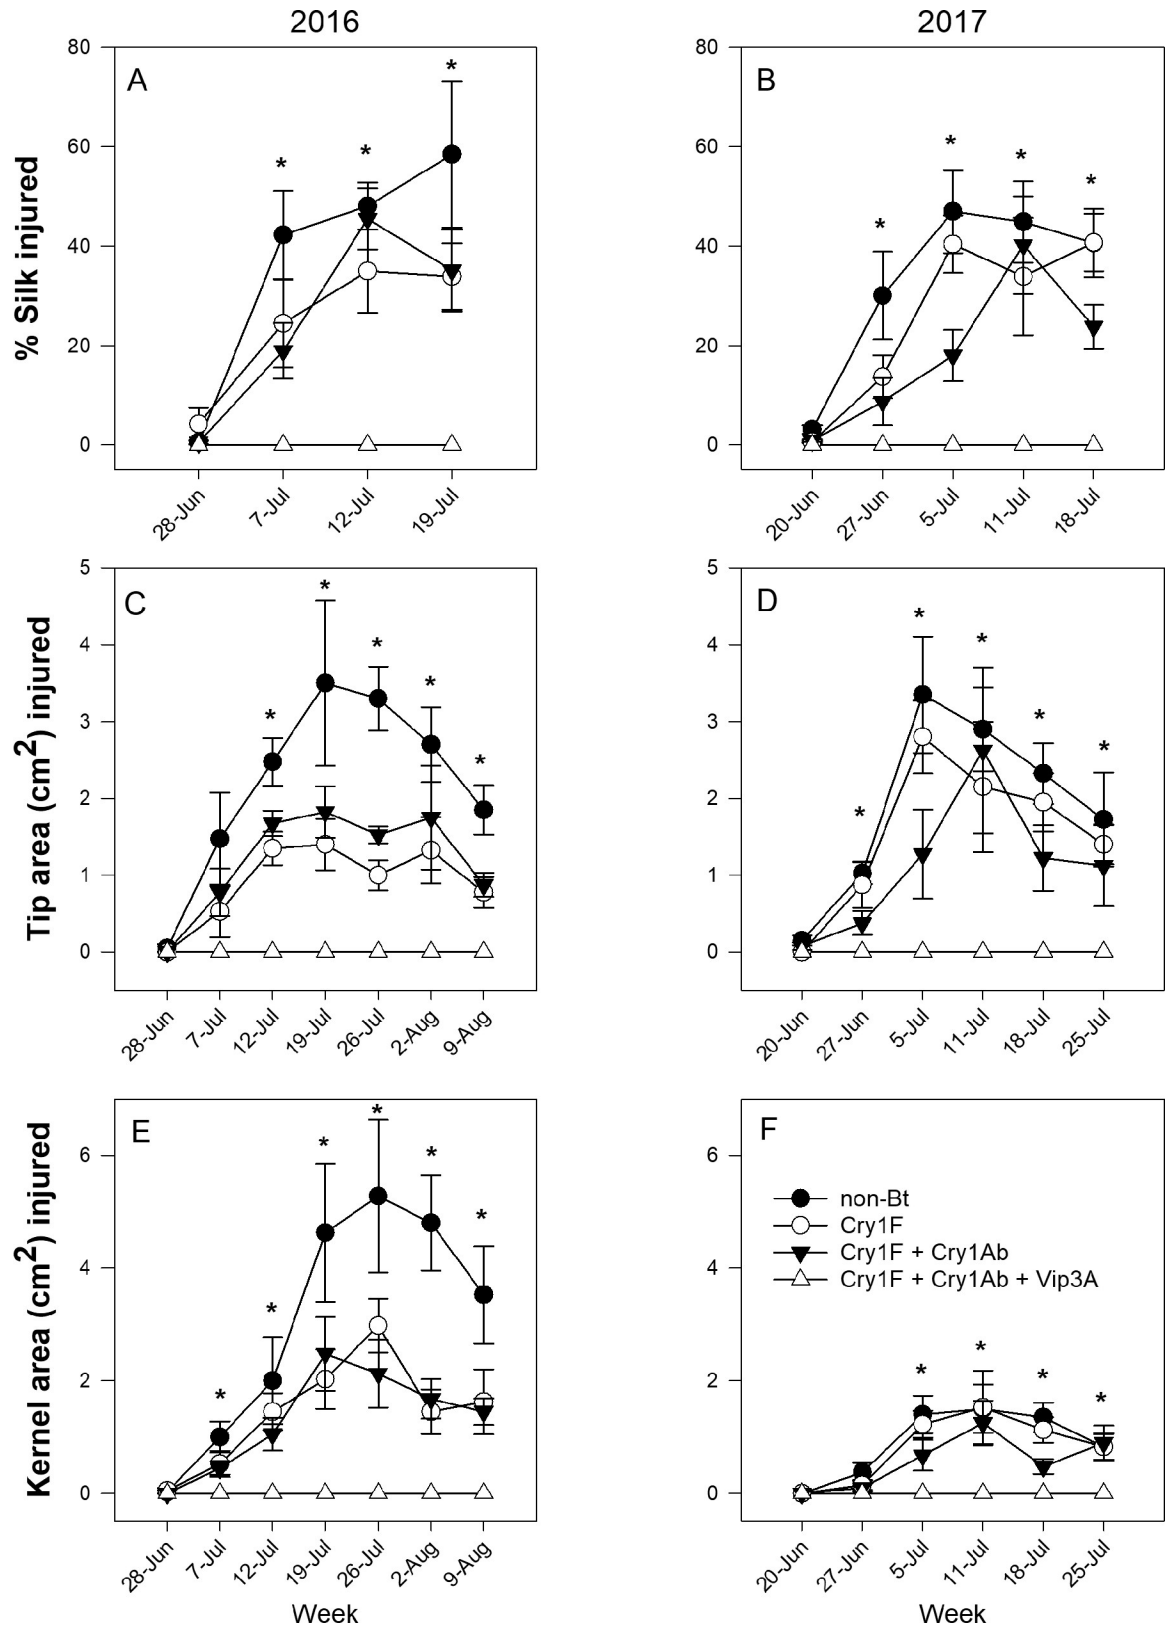 2016
2017
% Silk injured
A
80
60
40
20
0
*
*
*
28-Jun
7-Jul
12-Jul
19-Jul
B
80
60
40
20
0
*
*
*
*
20-Jun
27-Jun
5-Jul
11-Jul
18-Jul
Tip area (cm²) injured
C
5
4
3
2
1
0
*
*
*
*
*
28-Jun
7-Jul
12-Jul
19-Jul
26-Jul
2-Aug
9-Aug
D
5
4
3
2
1
0
*
*
*
*
*
20-Jun
27-Jun
5-Jul
11-Jul
18-Jul
25-Jul
Kernel area (cm²) injured
E
6
4
2
0
*
*
*
*
*
*
28-Jun
7-Jul
12-Jul
19-Jul
26-Jul
2-Aug
9-Aug
Week
F
6
4
2
0
non-Bt
Cry1F
Cry1F + Cry1Ab
Cry1F + Cry1Ab + Vip3A
*
*
*
*
20-Jun
27-Jun
5-Jul
11-Jul
18-Jul
25-Jul
Week